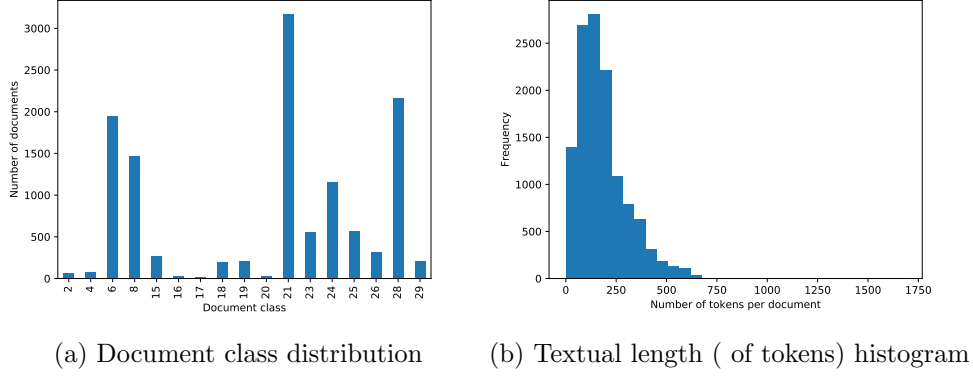 3000
2500
2000
1500
1000
500
0
Number of documents
2 4 6 8 15 16 17 18 19 20 21 23 24 25 26 28 29
Document class
2500
2000
1500
1000
500
0
Frequency
0 250 500 750 1000 1250 1500 1750
Number of tokens per document
(a) Document class distribution
(b) Textual length ( of tokens) histogram